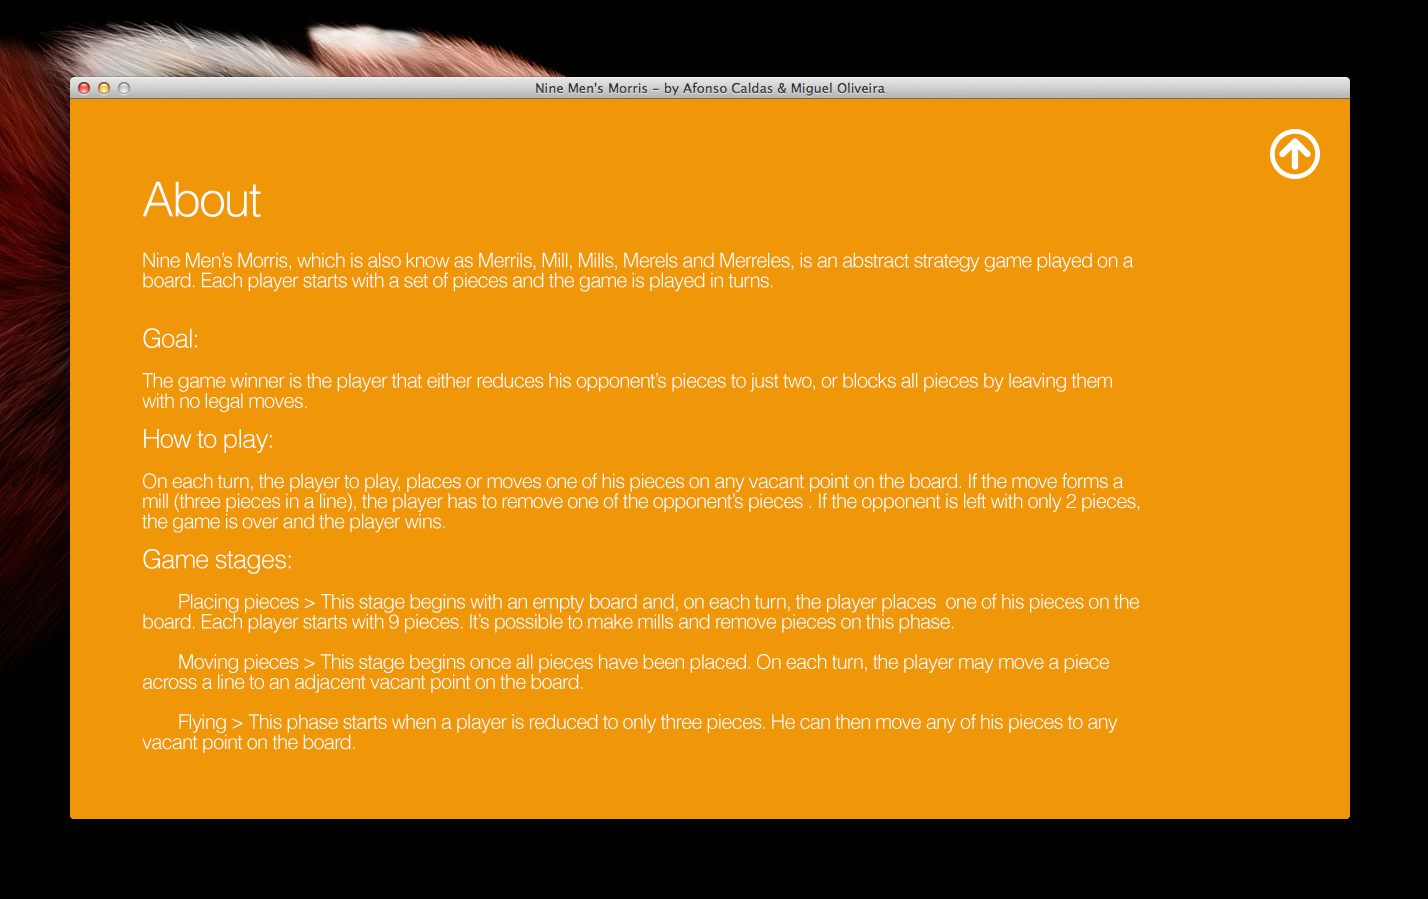 Nine Men's Morris – by Afonso Caldas & Miguel Oliveira
About
Nine Men's Morris, which is also know as Merrils, Mill, Mills, Merels and Merreles, is an abstract strategy game played on a
board. Each player starts with a set of pieces and the game is played in turns.
Goal:
The game winner is the player that either reduces his opponent's pieces to just two, or blocks all pieces by leaving them
with no legal moves.
How to play:
On each turn, the player to play, places or moves one of his pieces on any vacant point on the board. If the move forms a
mill (three pieces in a line), the player has to remove one of the opponent's pieces . If the opponent is left with only 2 pieces,
the game is over and the player wins.
Game stages:
Placing pieces > This stage begins with an empty board and, on each turn, the player places  one of his pieces on the
board. Each player starts with 9 pieces. It's possible to make mills and remove pieces on this phase.
Moving pieces > This stage begins once all pieces have been placed. On each turn, the player may move a piece
across a line to an adjacent vacant point on the board.
Flying > This phase starts when a player is reduced to only three pieces. He can then move any of his pieces to any
vacant point on the board.